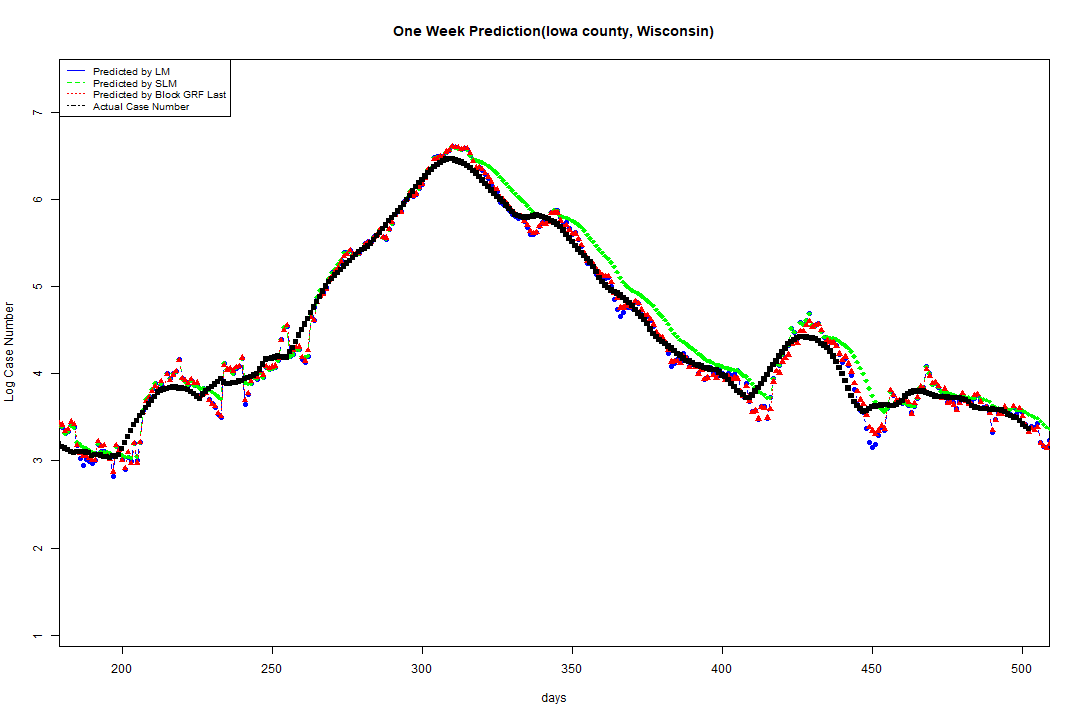 One Week Prediction(Iowa county, Wisconsin)
Predicted by LM
Predicted by SLM
Predicted by Block GRF Last
Actual Case Number
7
6
5
4
3
2
1
Log Case Number
200 250 300 350 400 450 500
days